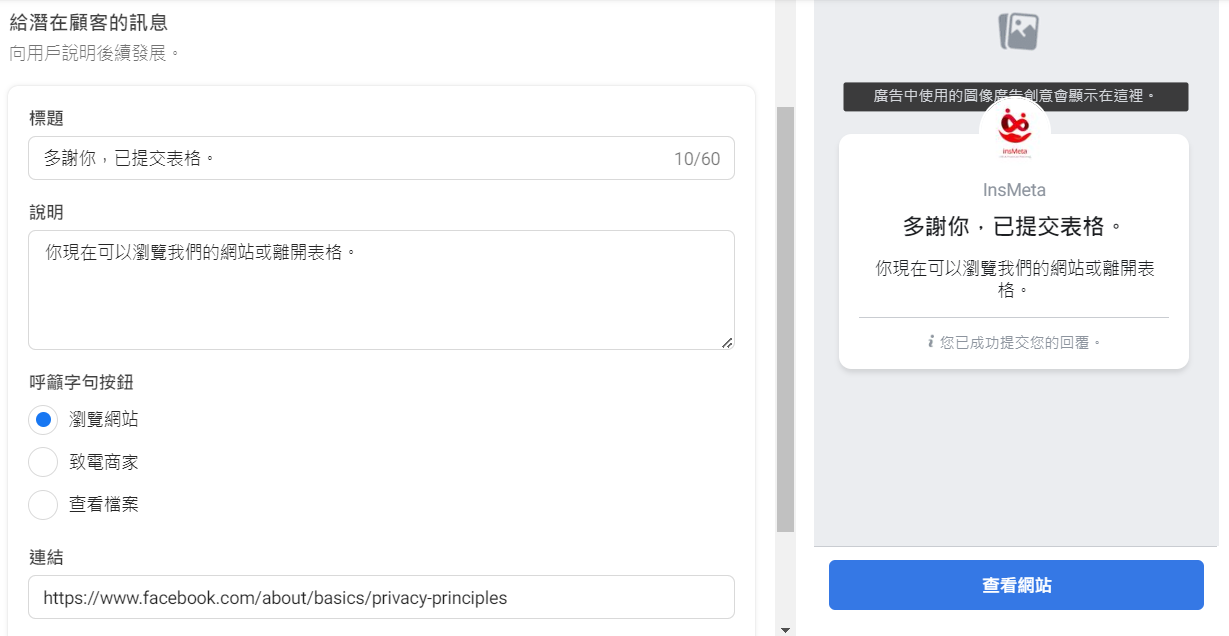 給潛在顧客的訊息
向用戶說明後續發展。
標題
多謝你，已提交表格。
10/60
說明
你現在可以瀏覽我們的網站或離開表格。
呼籲字句按鈕
瀏覽網站
致電商家
查看檔案
連結
https://www.facebook.com/about/basics/privacy-principles
廣告中使用的圖像廣告創意會顯示在這裡。
insMeta
InsMeta
多謝你，已提交表格。
你現在可以瀏覽我們的網站或離開表
格。
您已成功提交您的回覆。
查看網站